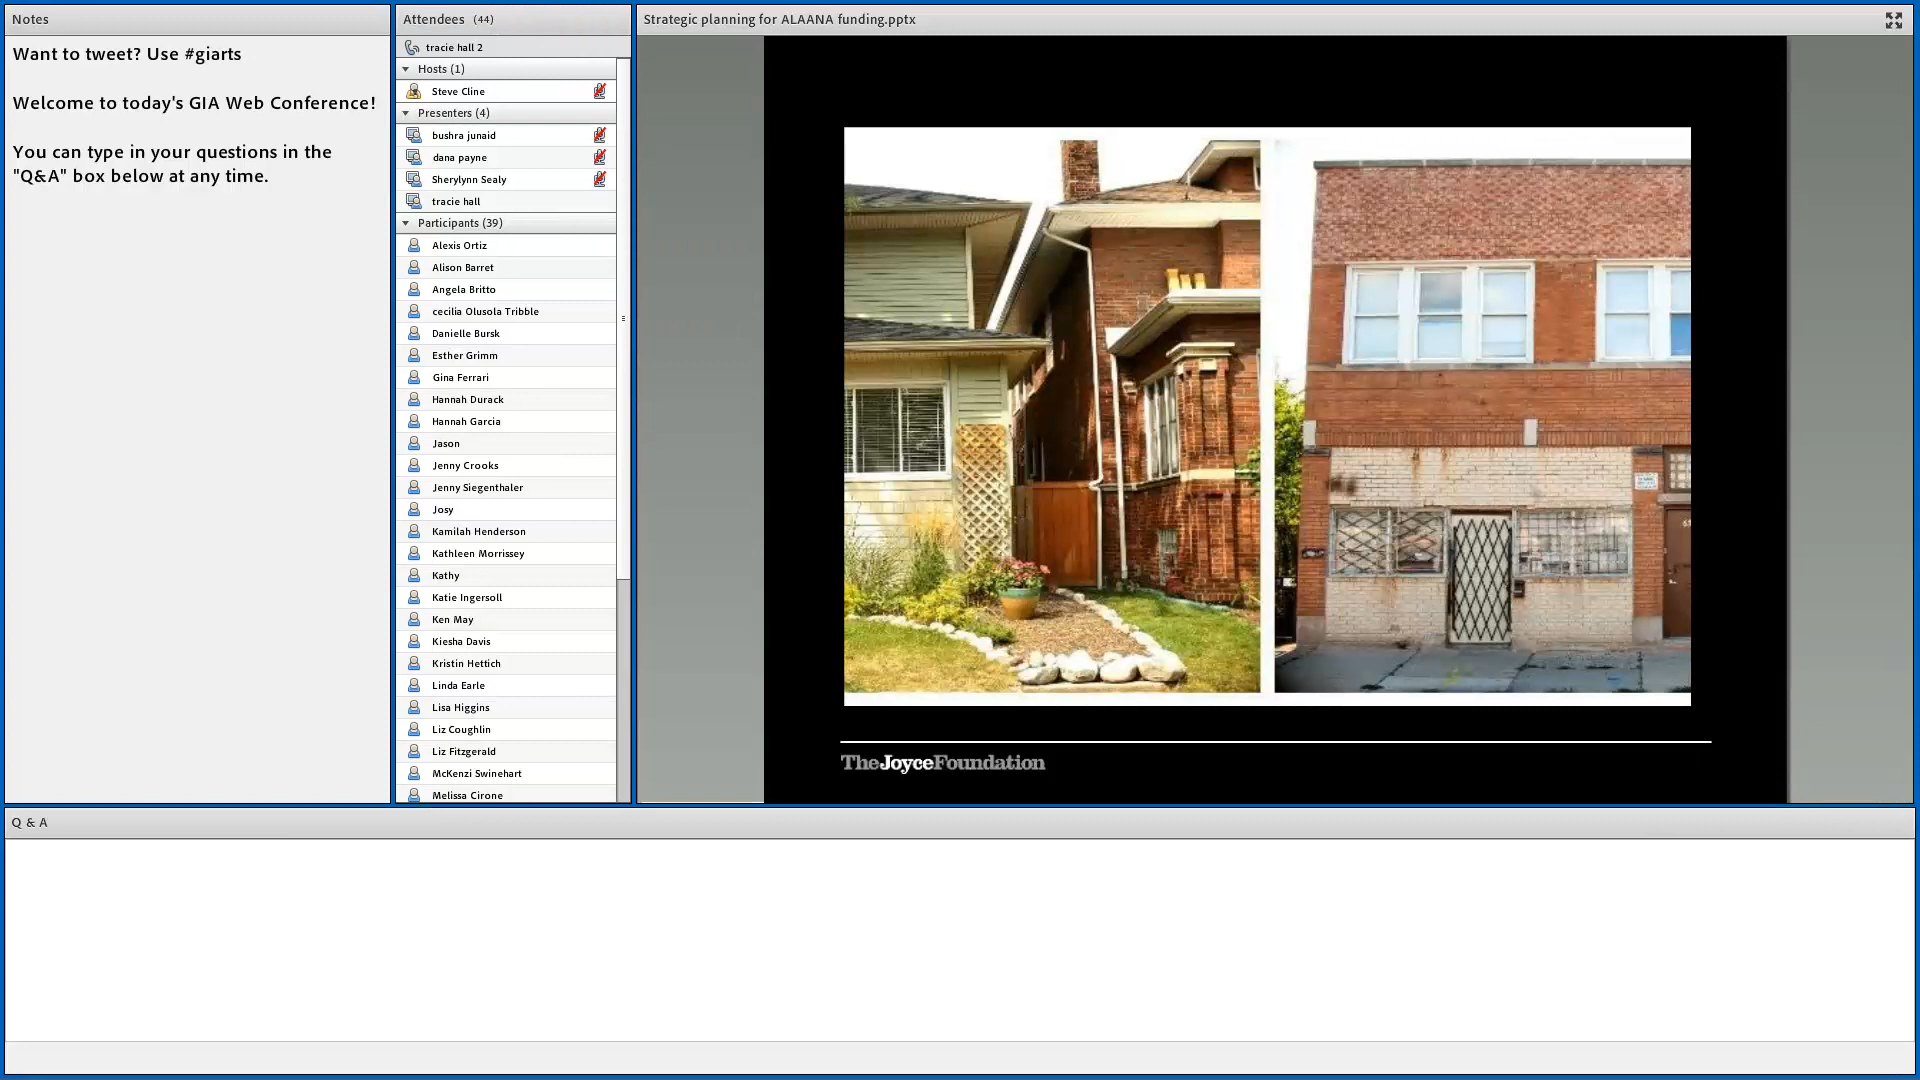 Notes
Want to tweet? Use #giarts
Welcome to today's GIA Web Conference!
You can type in your questions in the
"Q&A" box below at any time.
Attendees (44)
tracie hall 2
Hosts (1)
Steve Cline
Presenters (4)
bushra junaid
dana payne
Sherylynn Sealy
tracie hall
Participants (39)
Alexis Ortiz
Alison Barret
Angela Britto
cecilia Olusola Tribble
Danielle Bursk
Esther Grimm
Gina Ferrari
Hannah Durack
Hannah Garcia
Jason
Jenny Crooks
Jenny Siegenthaler
Josy
Kamilah Henderson
Kathleen Morrissey
Kathy
Katie Ingersoll
Ken May
Kiesha Davis
Kristin Hettich
Linda Earle
Lisa Higgins
Liz Coughlin
Liz Fitzgerald
McKenzi Swinehart
Melissa Cirone
Strategic planning for ALAANA funding.pptx
TheJoyceFoundation
Q & A